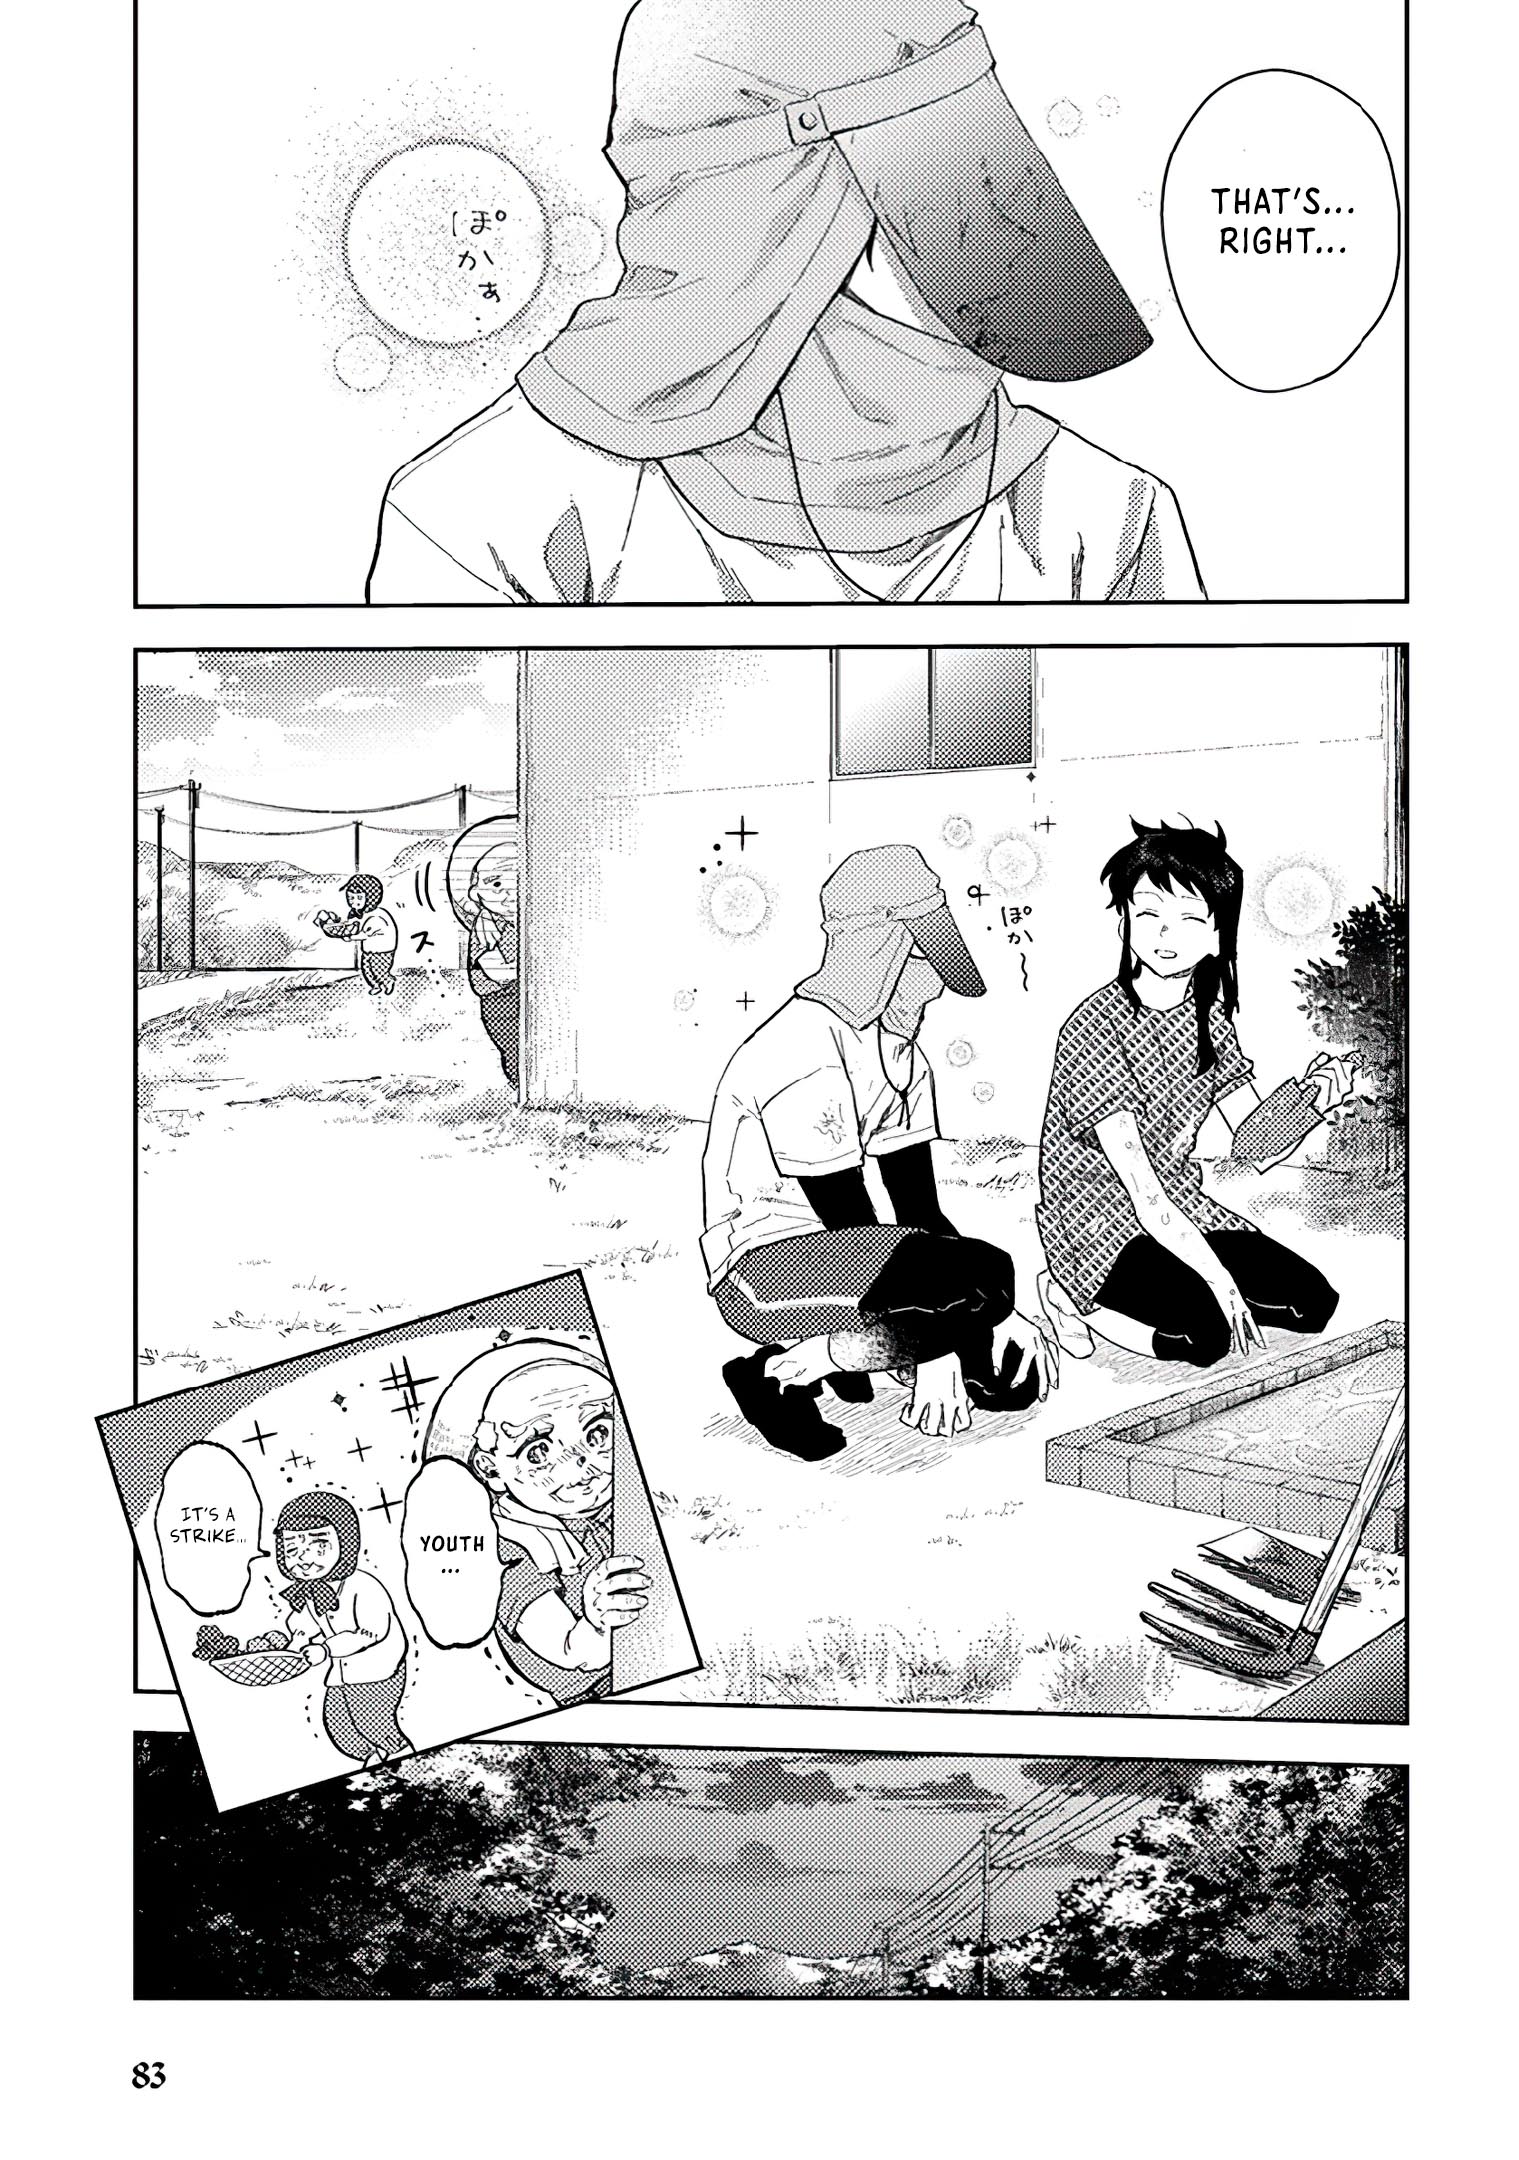 THAT'S...
RIGHT...
ぽかぁ…
ぽか〜
ス…
YOUTH
...
IT'S A
STRIKE...
83